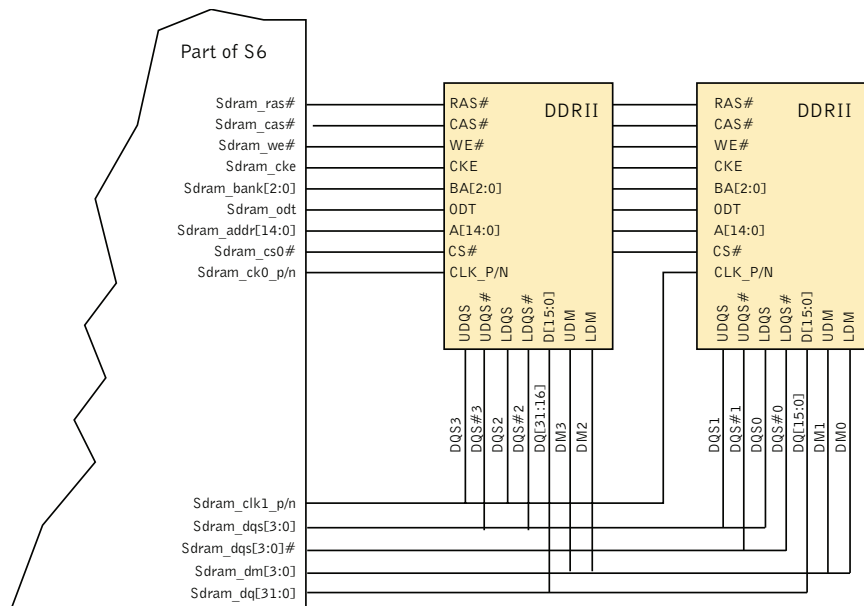 Part of S6
Sdram_ras#
Sdram_cas#
Sdram_we#
Sdram_cke
Sdram_bank[2:0]
Sdram_odt
Sdram_addr[14:0]
Sdram_cs0#
Sdram_ck0_p/n
DDRII
RAS#
CAS#
WE#
CKE
BA[2:0]
ODT
A[14:0]
CS#
CLK_P/N
UDQS
UDQS#
LDQS
LDQS#
D[15:0]
UDM
LDM
DDRII
RAS#
CAS#
WE#
CKE
BA[2:0]
ODT
A[14:0]
CS#
CLK_P/N
UDQS
UDQS#
LDQS
LDQS#
D[15:0]
UDM
LDM
DQS3
DQS#3
DQS2
DQS#2
DQ[31:16]
DM3
DM2
DQS1
DQS#1
DQS0
DQS#0
DQ[15:0]
DM1
DM0
Sdram_clk1_p/n
Sdram_dqs[3:0]
Sdram_dqs[3:0]#
Sdram_dm[3:0]
Sdram_dq[31:0]